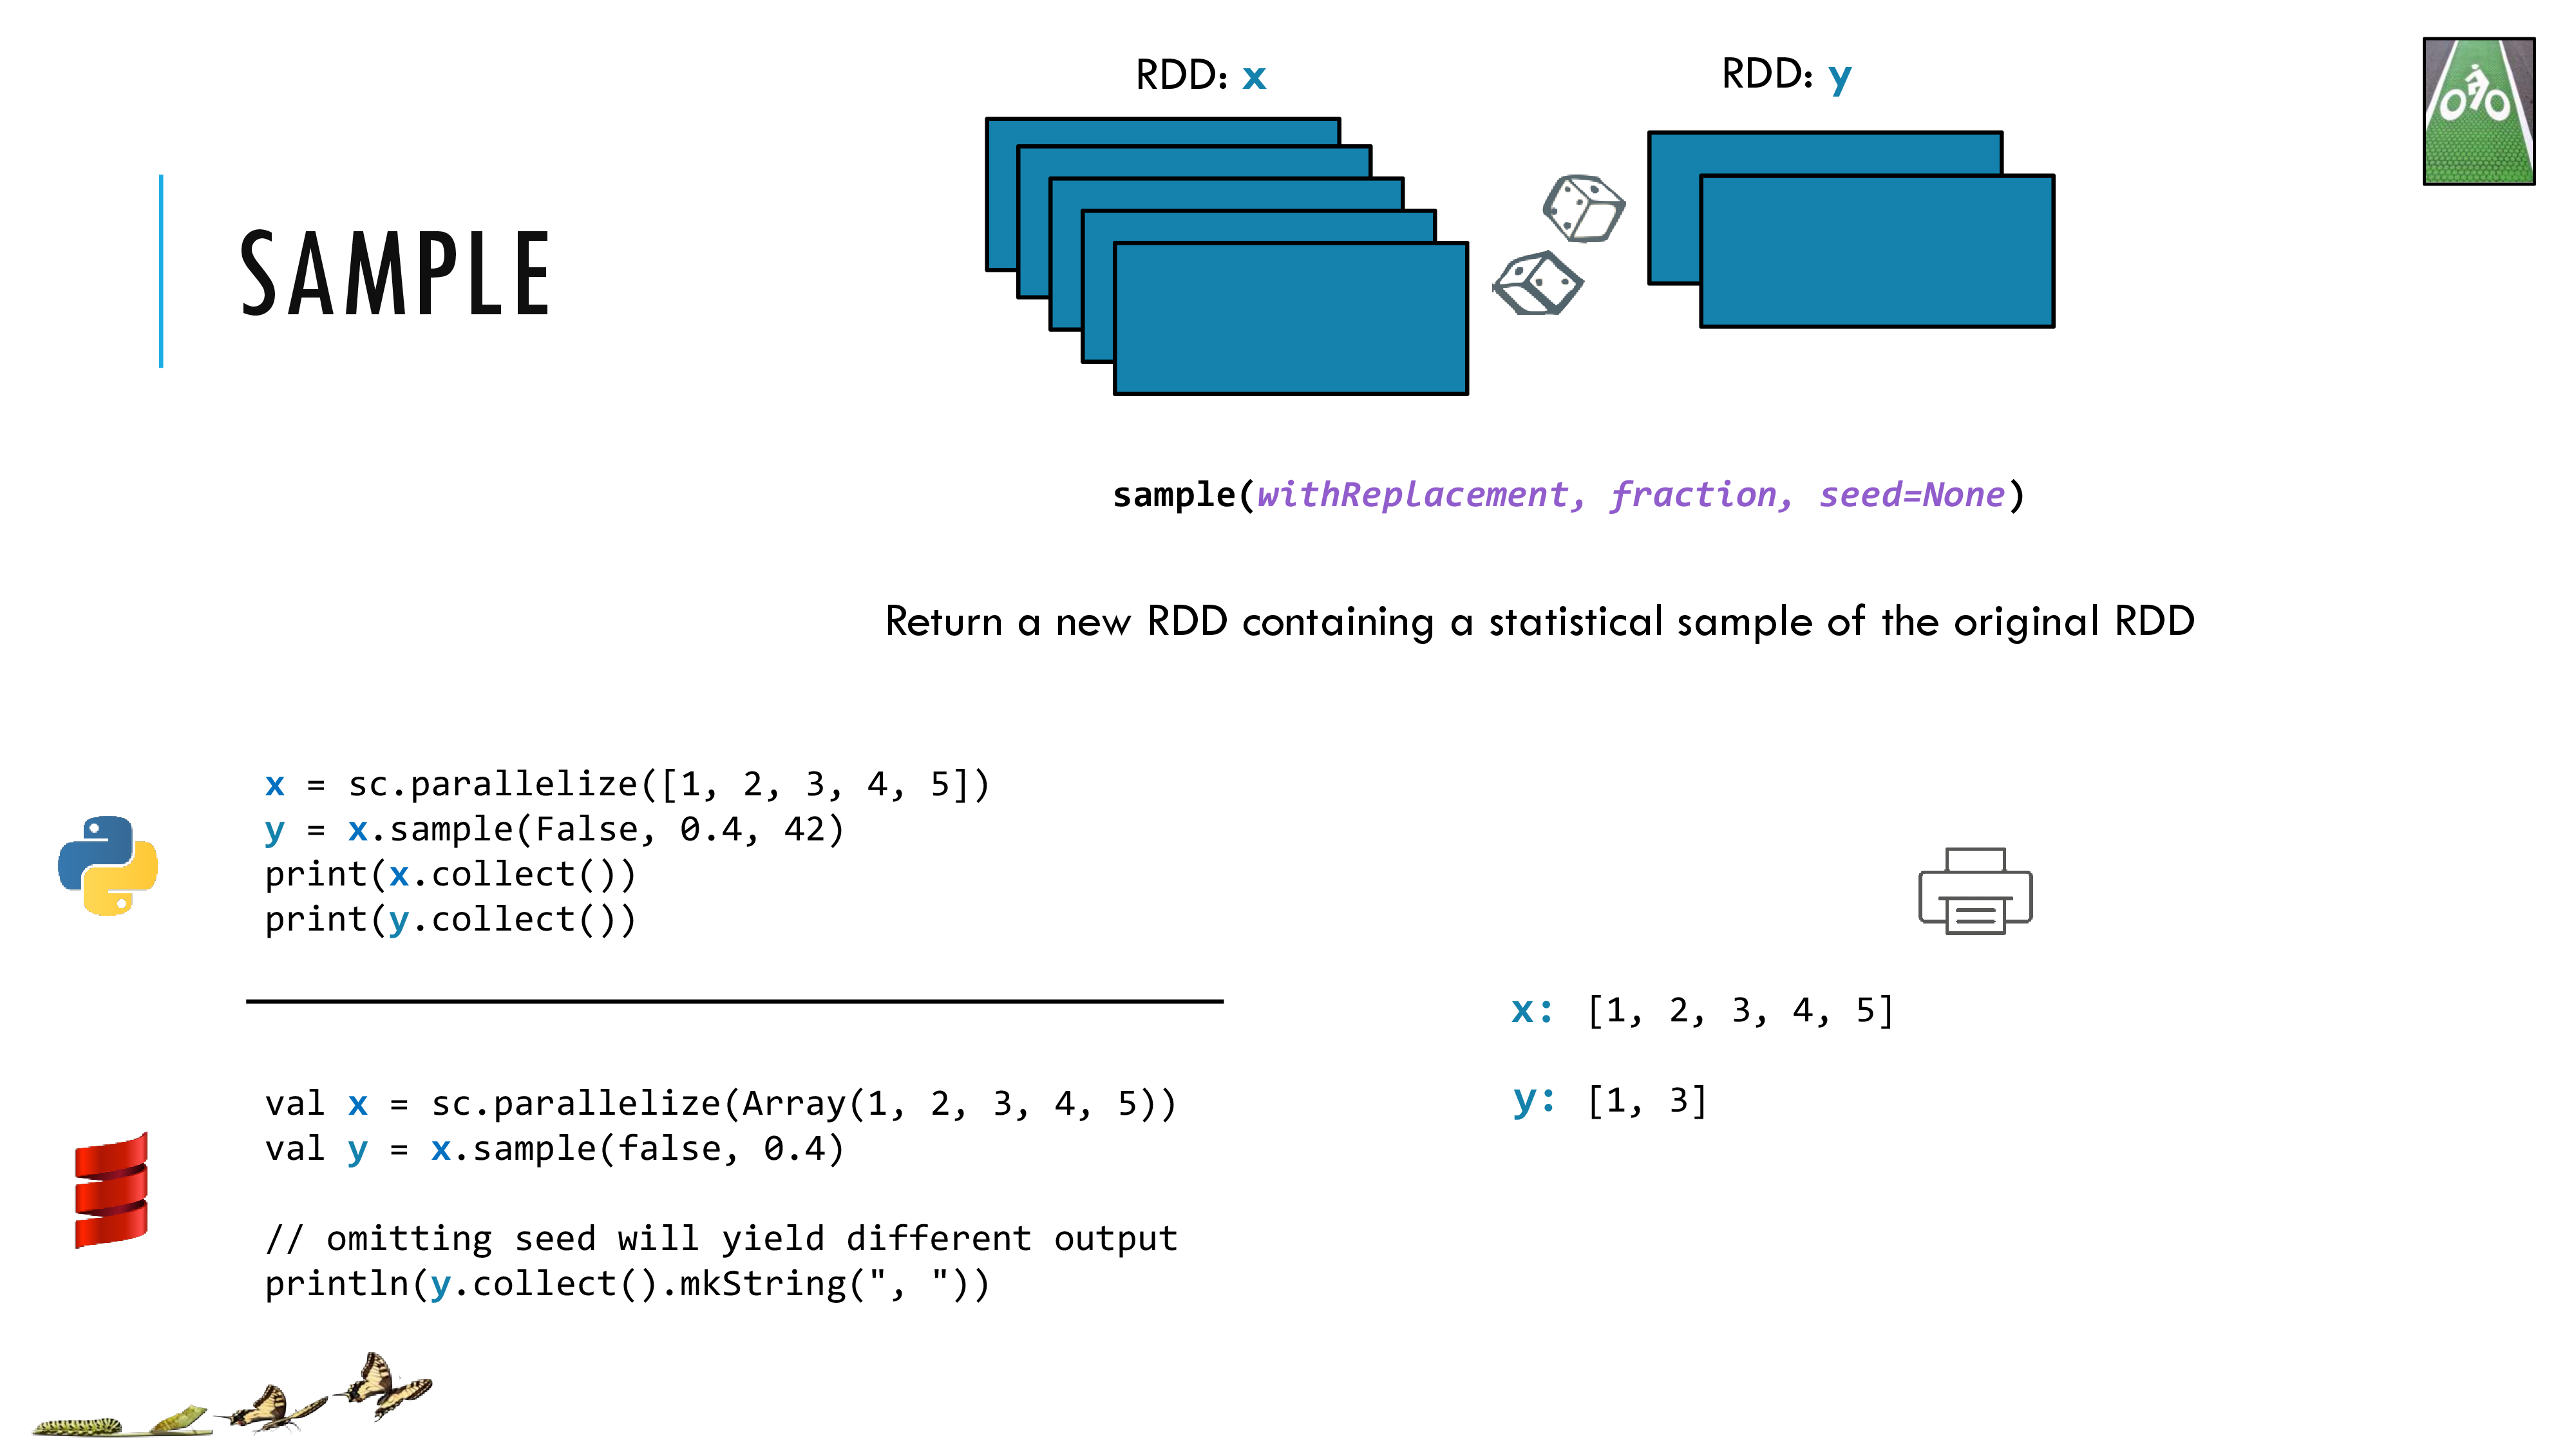 RDD: x
RDD: y
SAMPLE
sample(withReplacement, fraction, seed=None)
Return a new RDD containing a statistical sample of the original RDD
x = sc.parallelize([1, 2, 3, 4, 5])
y = x.sample(False, 0.4, 42)
print(x.collect())
print(y.collect())
x: [1, 2, 3, 4, 5]
y: [1, 3]
val x = sc.parallelize(Array(1, 2, 3, 4, 5))
val y = x.sample(false, 0.4)
// omitting seed will yield different output
println(y.collect().mkString(", "))